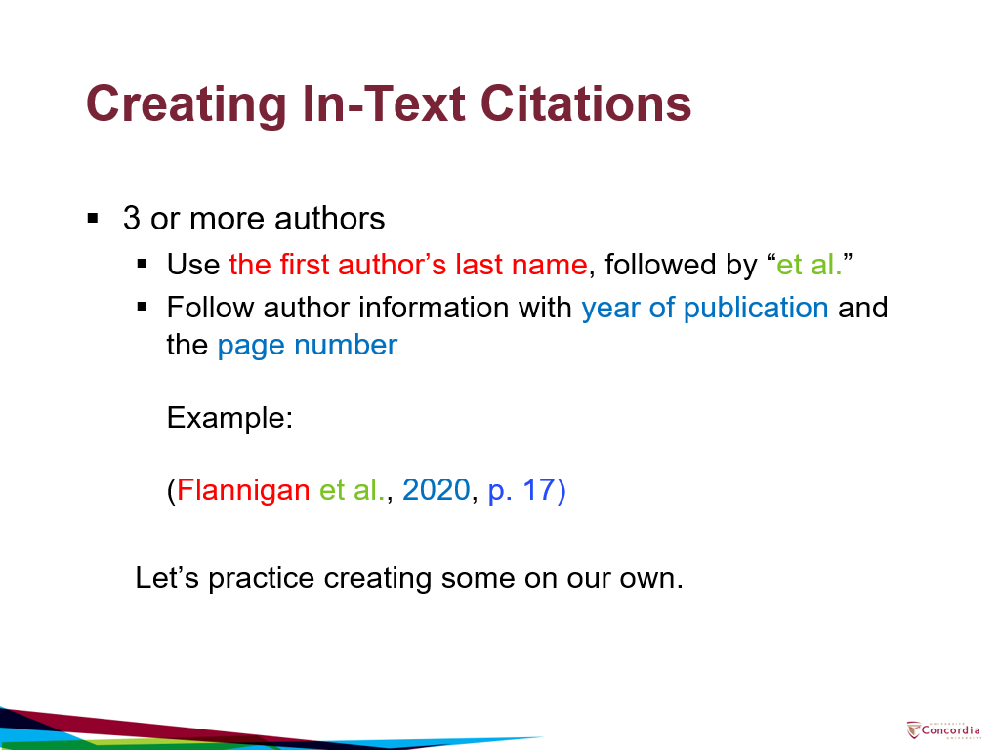 Creating In-Text Citations
▪ 3 or more authors
▪ Use the first author’s last name, followed by “et al.”
▪ Follow author information with year of publication and
the page number
Example:
(Flannigan et al., 2020, p. 17)
Let’s practice creating some on our own.
UNIVERSITY
Concordia
UNIVERSITY